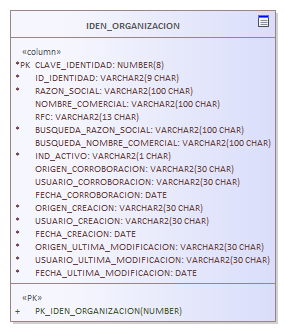 IDEN_ORGANIZACION
«column»
*PK CLAVE_IDENTIDAD: NUMBER(8)
* ID_IDENTIDAD: VARCHAR2(9 CHAR)
* RAZON_SOCIAL: VARCHAR2(100 CHAR)
NOMBRE_COMERCIAL: VARCHAR2(100 CHAR)
RFC: VARCHAR2(13 CHAR)
* BUSQUEDA_RAZON_SOCIAL: VARCHAR2(100 CHAR)
BUSQUEDA_NOMBRE_COMERCIAL: VARCHAR2(100 CHAR)
* IND_ACTIVO: VARCHAR2(1 CHAR)
ORIGEN_CORROBORACION: VARCHAR2(30 CHAR)
USUARIO_CORROBORACION: VARCHAR2(30 CHAR)
FECHA_CORROBORACION: DATE
* ORIGEN_CREACION: VARCHAR2(30 CHAR)
* USUARIO_CREACION: VARCHAR2(30 CHAR)
* FECHA_CREACION: DATE
* ORIGEN_ULTIMA_MODIFICACION: VARCHAR2(30 CHAR)
* USUARIO_ULTIMA_MODIFICACION: VARCHAR2(30 CHAR)
* FECHA_ULTIMA_MODIFICACION: DATE
«PK»
+ PK_IDEN_ORGANIZACION(NUMBER)